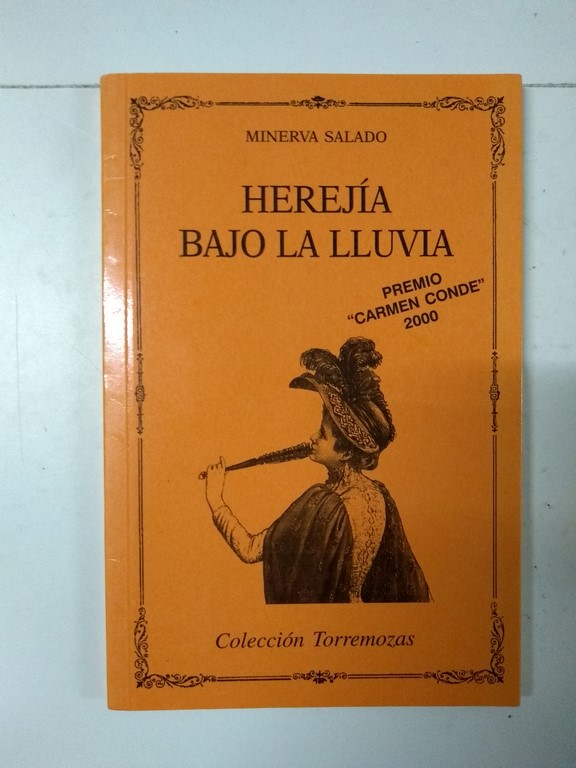 MINERVA SALADO
HEREJÍA
BAJO LA LLUVIA
PREMIO
"CARMEN CONDE"
2000
Colección Torremozas